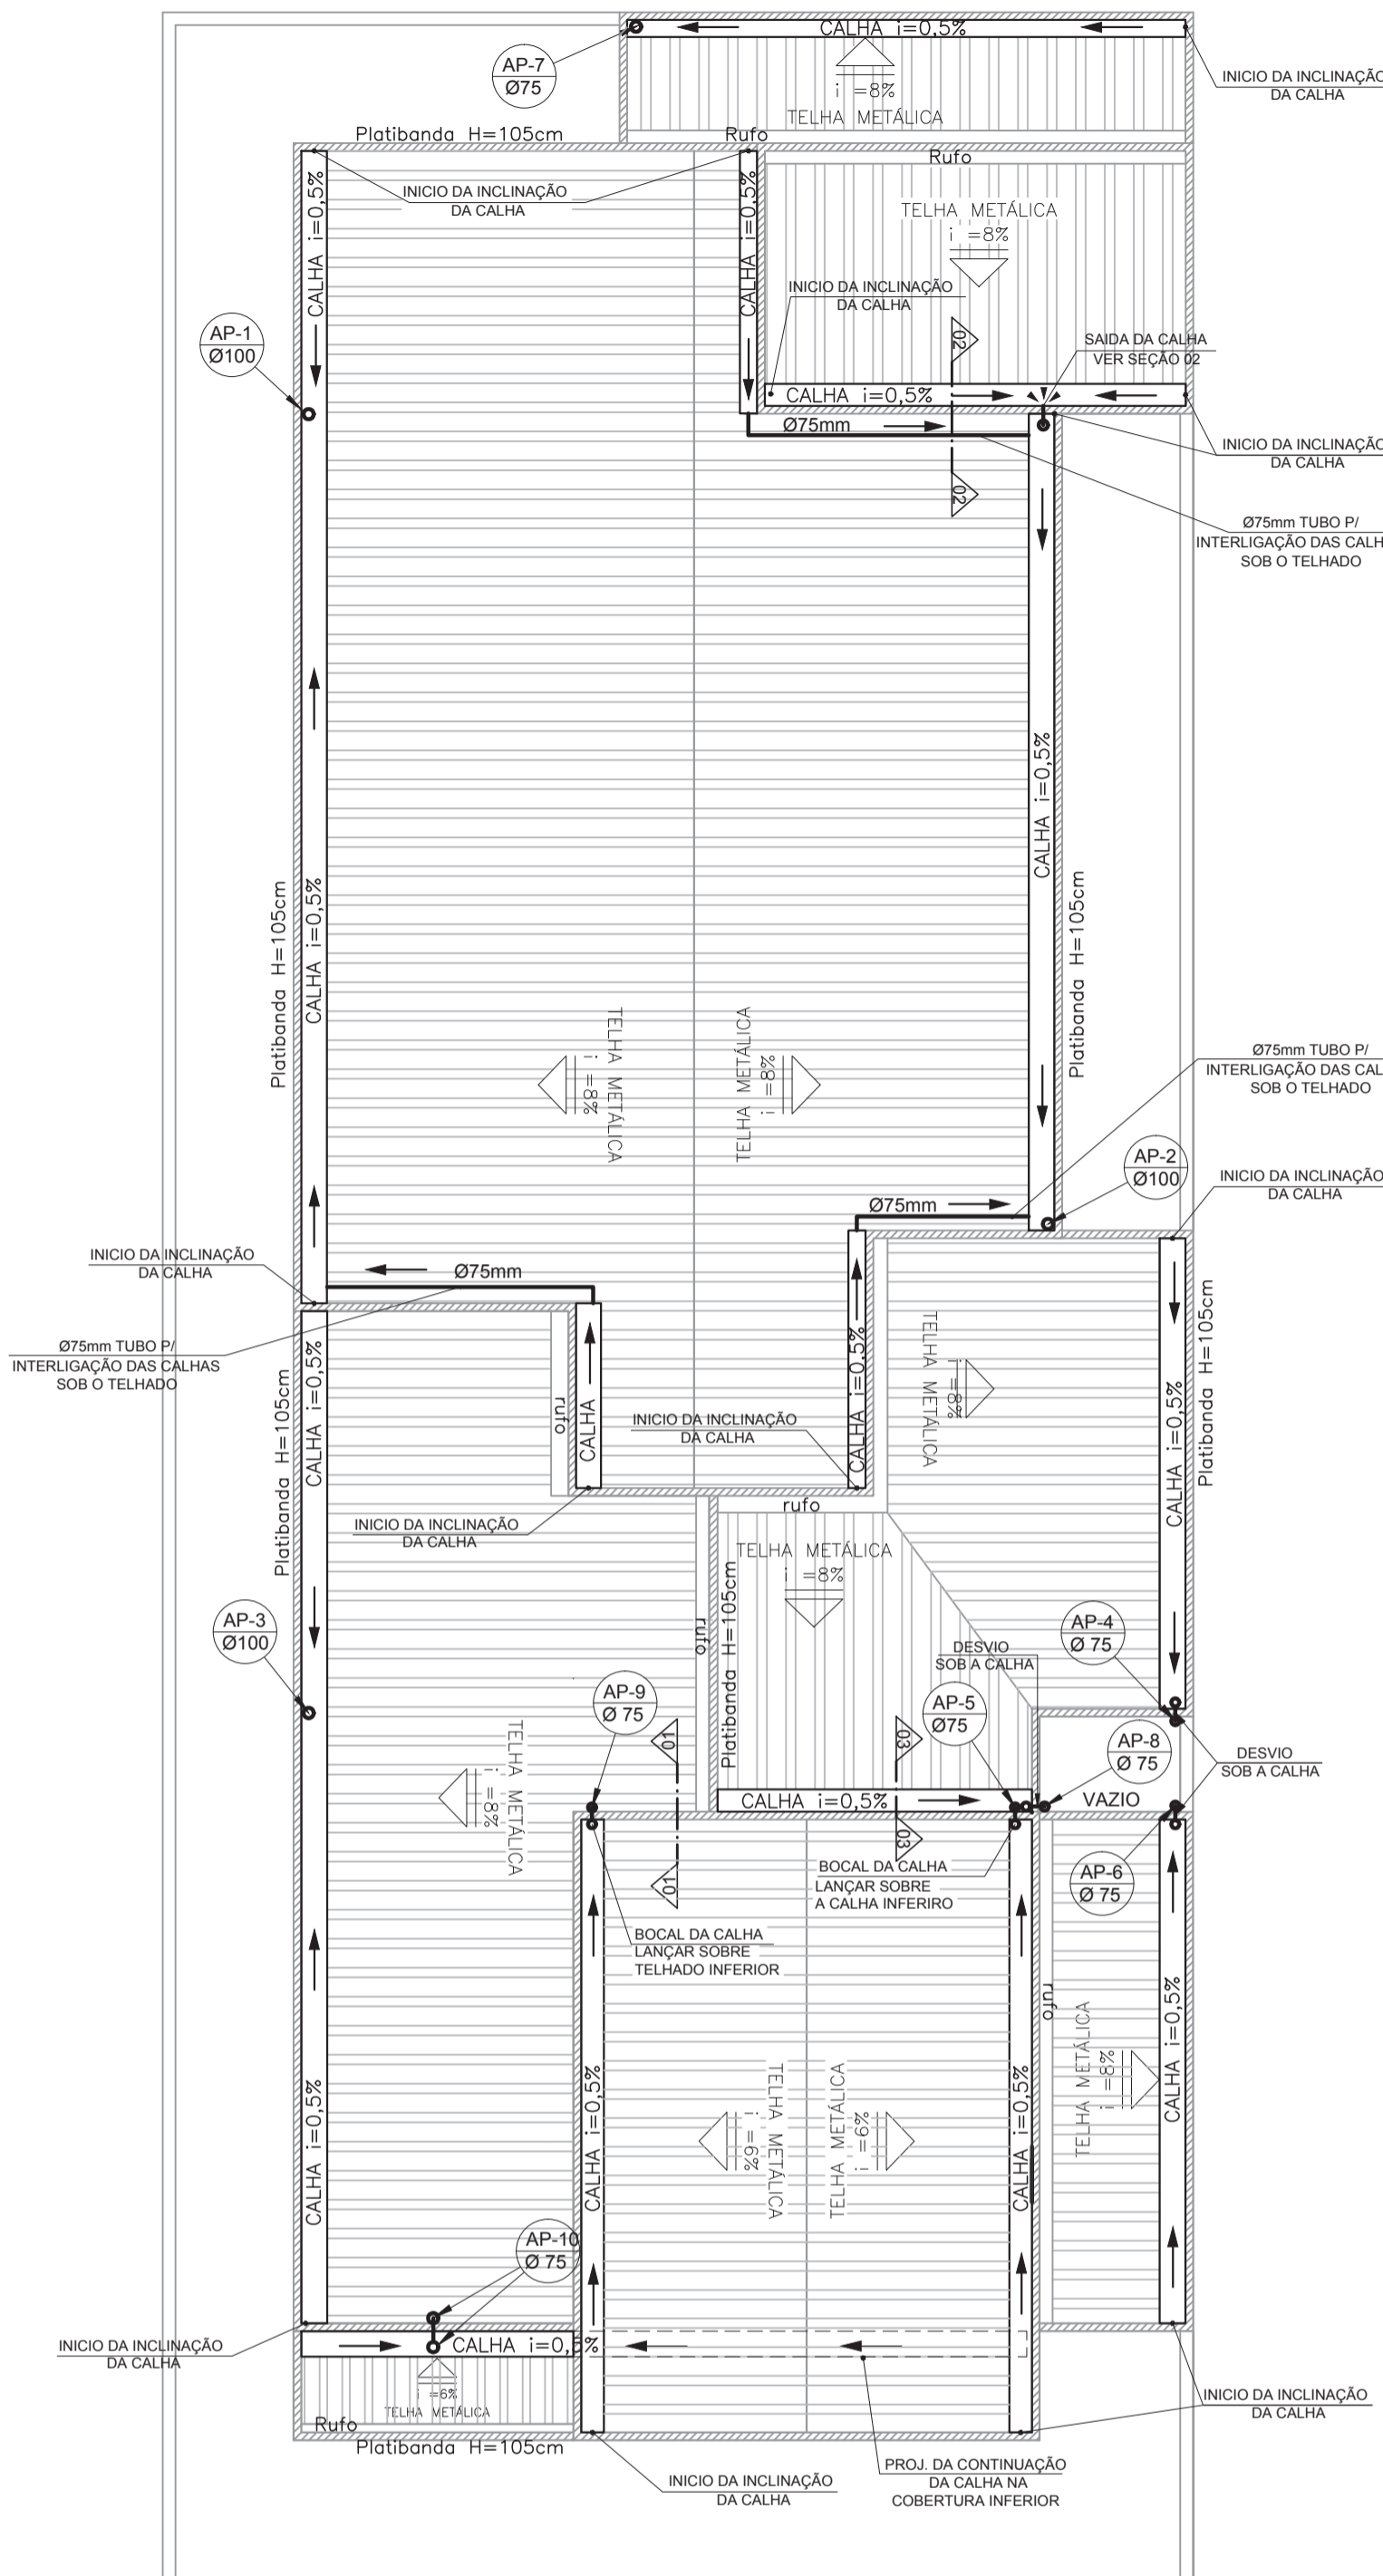 CALHA i=0,5%
AP-7
Ø75
i =8%
TELHA METÁLICA
INICIO DA INCLINAÇÃO
DA CALHA
Platibanda H=105cm
Rufo
Rufo
CALHA i=0,5%
INICIO DA INCLINAÇÃO
DA CALHA
CALHA i=0,5%
TELHA METÁLICA
i =8%
INICIO DA INCLINAÇÃO
DA CALHA
AP-1
Ø100
02
SAIDA DA CALHA
VER SEÇÃO 02
CALHA i=0,5%
Ø75mm
INICIO DA INCLINAÇÃO
DA CALHA
02
Ø75mm TUBO P/
INTERLIGAÇÃO DAS CALH
SOB O TELHADO
CALHA i=0,5%
Platibanda H=105cm
CALHA i=0,5%
Platibanda H=105cm
TELHA METÁLICA
i =8%
TELHA METÁLICA
i =8%
Ø75mm TUBO P/
INTERLIGAÇÃO DAS CAL
SOB O TELHADO
AP-2
Ø100
INICIO DA INCLINAÇÃO
DA CALHA
Ø75mm
INICIO DA INCLINAÇÃO
DA CALHA
Ø75mm
Ø75mm TUBO P/
INTERLIGAÇÃO DAS CALHAS
SOB O TELHADO
CALHA i=0,5%
Platibanda H=105cm
rufo
CALHA
INICIO DA INCLINAÇÃO
DA CALHA
CALHA i=0,5%
TELHA METÁLICA
i =8%
CALHA i=0,5%
Platibanda H=105cm
INICIO DA INCLINAÇÃO
DA CALHA
rufo
TELHA METÁLICA
i =8%
Platibanda H=105cm
rufo
AP-3
Ø100
AP-4
Ø 75
DESVIO
SOB A CALHA
AP-9
Ø 75
AP-5
Ø75
01
03
AP-8
Ø 75
DESVIO
SOB A CALHA
TELHA METÁLICA
i =8%
CALHA i=0,5%
VAZIO
03
01
BOCAL DA CALHA
LANÇAR SOBRE
A CALHA INFERIRO
AP-6
Ø 75
BOCAL DA CALHA
LANÇAR SOBRE
TELHADO INFERIOR
rufo
TELHA METÁLICA
i =8%
CALHA i=0,5%
CALHA i=0,5%
CALHA i=0,5%
TELHA METÁLICA
i =6%
TELHA METÁLICA
i =6%
CALHA i=0,5%
AP-10
Ø 75
INICIO DA INCLINAÇÃO
DA CALHA
CALHA i=0,5%
i =6%
TELHA METÁLICA
Rufo
Platibanda H=105cm
INICIO DA INCLINAÇÃO
DA CALHA
PROJ. DA CONTINUAÇÃO
DA CALHA NA
COBERTURA INFERIOR
INICIO DA INCLINAÇÃO
DA CALHA